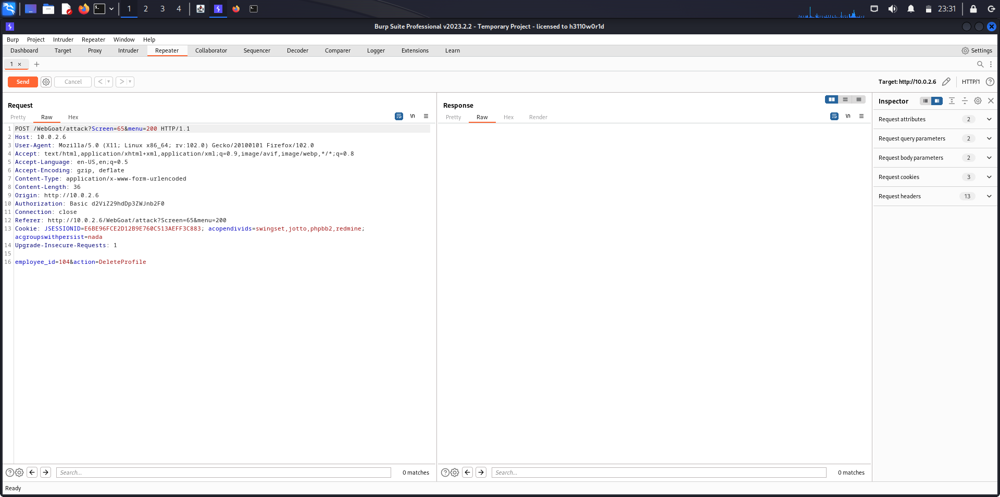 1 2 3 4
23:31
Burp Suite Professional v2023.2.2 - Temporary Project - licensed to h3110w0r1d
Burp Project Intruder Repeater Window Help
Dashboard Target Proxy Intruder Repeater Collaborator Sequencer Decoder Comparer Logger Extensions Learn Settings
1 × +
Send Cancel < > Target: http://10.0.2.6 HTTP/1 ?
Request
Pretty Raw Hex \n
1 POST /WebGoat/attack?Screen=65&menu=200 HTTP/1.1
2 Host: 10.0.2.6
3 User-Agent: Mozilla/5.0 (X11; Linux x86_64; rv:102.0) Gecko/20100101 Firefox/102.0
4 Accept: text/html,application/xhtml+xml,application/xml;q=0.9,image/avif,image/webp,*/*;q=0.8
5 Accept-Language: en-US,en;q=0.5
6 Accept-Encoding: gzip, deflate
7 Content-Type: application/x-www-form-urlencoded
8 Content-Length: 36
9 Origin: http://10.0.2.6
10 Authorization: Basic d2ViZ29hdDp3ZWJnb2F0
11 Connection: close
12 Referer: http://10.0.2.6/WebGoat/attack?Screen=65&menu=200
13 Cookie: JSESSIONID=E6BE96FCE2D12B9E760C513AEFF3C883; acopendivids=swingset,jotto,phpbb2,redmine;
acgroupswithpersist=nada
14 Upgrade-Insecure-Requests: 1
15
16 employee_id=104&action=DeleteProfile
? Search... 0 matches
Response
Pretty Raw Hex Render \n
? Search... 0 matches
Inspector
Request attributes 2
Request query parameters 2
Request body parameters 2
Request cookies 3
Request headers 13
Ready